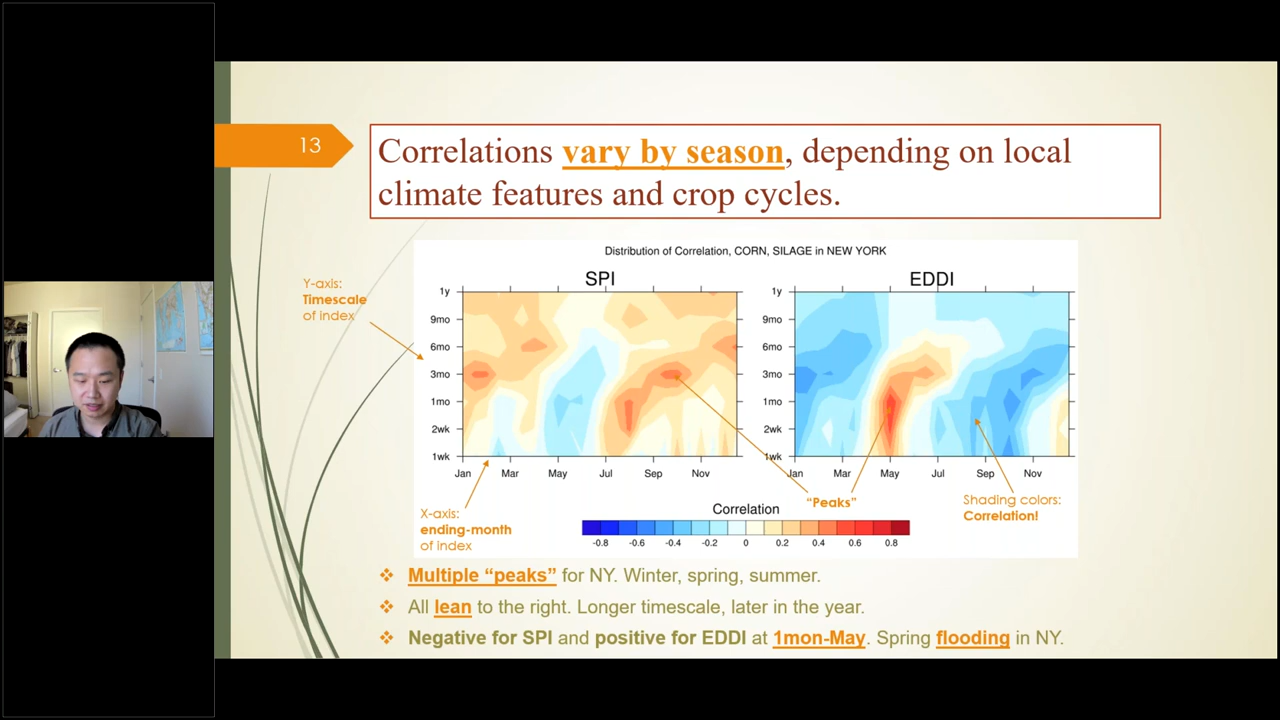 13
Correlations vary by season, depending on local
climate features and crop cycles.
Distribution of Correlation, CORN, SILAGE in NEW YORK
SPI
EDDI
Y-axis:
Timescale
of index
1y
9mo
6mo
3mo
1mo
2wk
1wk
Jan Mar May Jul Sep Nov
1y
9mo
6mo
3mo
1mo
2wk
1wk
Jan Mar May Jul Sep Nov
X-axis:
ending-month
of index
"Peaks"
Shading colors:
Correlation!
Correlation
-0.8 -0.6 -0.4 -0.2 0 0.2 0.4 0.6 0.8
❖ Multiple "peaks" for NY. Winter, spring, summer.
❖ All lean to the right. Longer timescale, later in the year.
❖ Negative for SPI and positive for EDDI at 1mon-May. Spring flooding in NY.